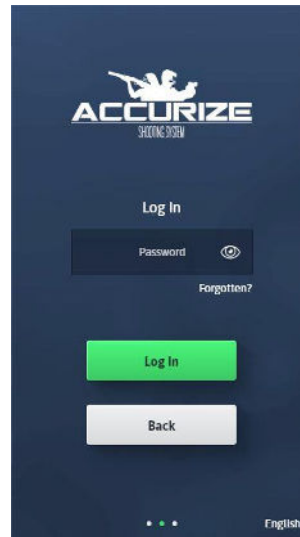 ACCURIZE
SHOOTING SYSTEM
Log In
Password
Forgotten?
Log In
Back
English